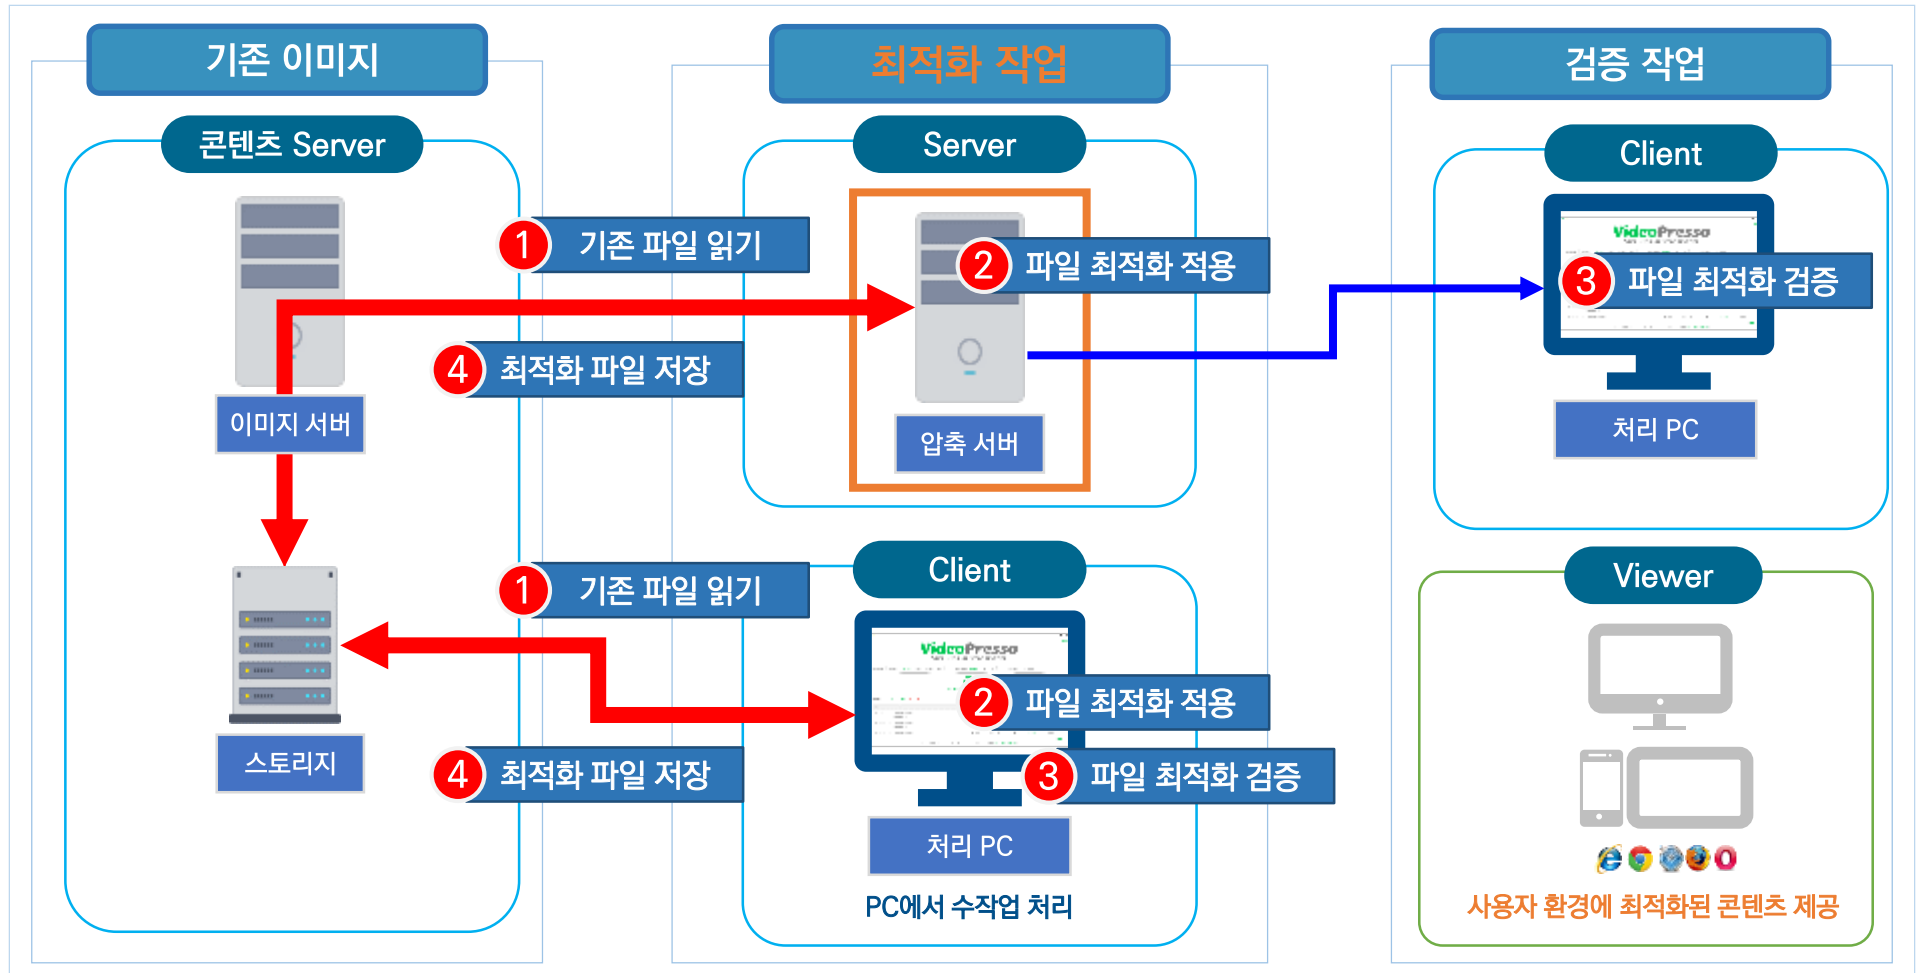 기존 이미지
최적화 작업
검증 작업
콘텐츠 Server
Server
Client
1 기존 파일 읽기
2 파일 최적화 적용
VideoPresso
3 파일 최적화 검증
4 최적화 파일 저장
이미지 서버
압축 서버
처리 PC
1 기존 파일 읽기
Client
Viewer
VideoPresso
2 파일 최적화 적용
스토리지
4 최적화 파일 저장
3 파일 최적화 검증
처리 PC
PC에서 수작업 처리
사용자 환경에 최적화된 콘텐츠 제공